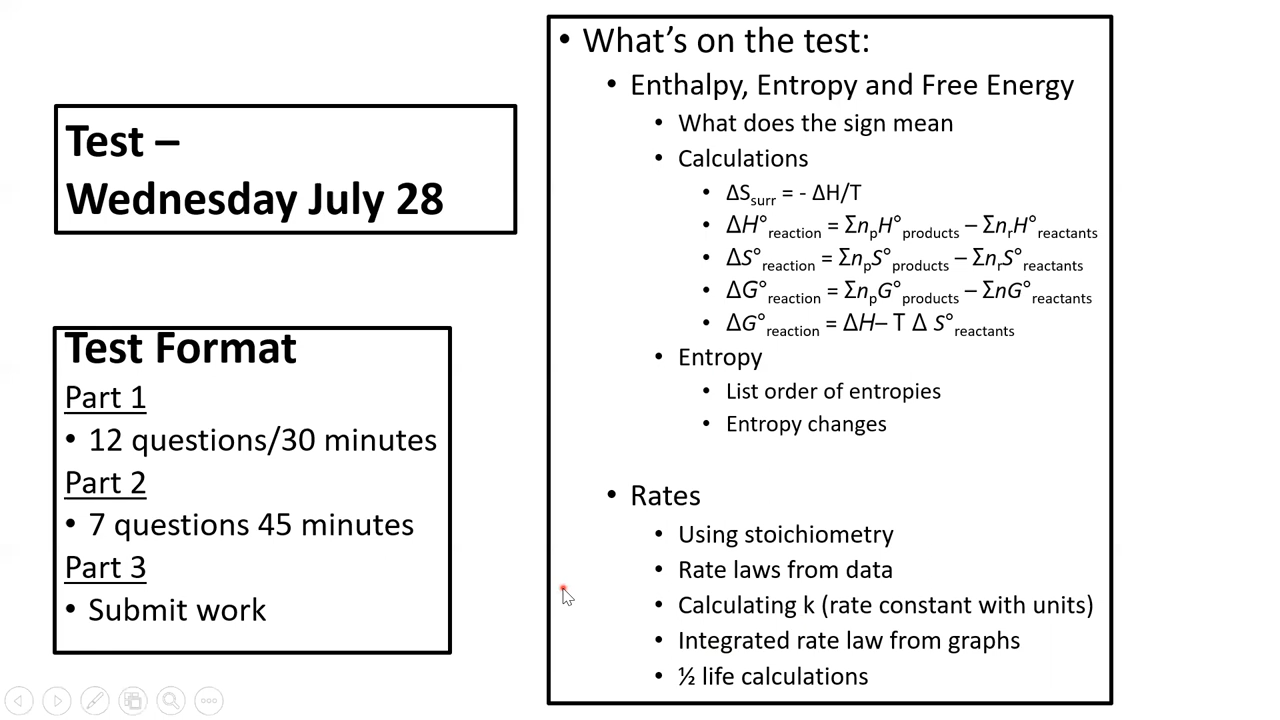 Test –
Wednesday July 28
Test Format
Part 1
• 12 questions/30 minutes
Part 2
• 7 questions 45 minutes
Part 3
• Submit work
• What's on the test:
• Enthalpy, Entropy and Free Energy
• What does the sign mean
• Calculations
• ΔSsurr = - ΔH/T
• ΔH°reaction = ΣnpH°products – ΣnrH°reactants
• ΔS°reaction = ΣnpS°products – ΣnrS°reactants
• ΔG°reaction = ΣnpG°products – ΣnG°reactants
• ΔG°reaction = ΔH– T Δ S°reactants
• Entropy
• List order of entropies
• Entropy changes
• Rates
• Using stoichiometry
• Rate laws from data
• Calculating k (rate constant with units)
• Integrated rate law from graphs
• ½ life calculations